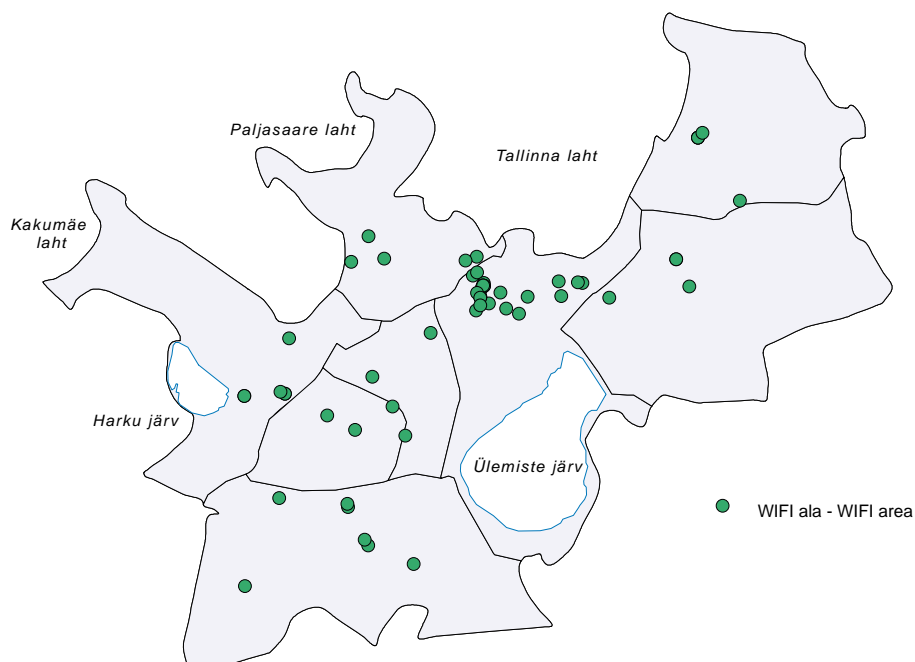 Paljasaare laht
Tallinna laht
Kakumäe
laht
Harku järv
Ülemiste järv
WIFI ala - WIFI area